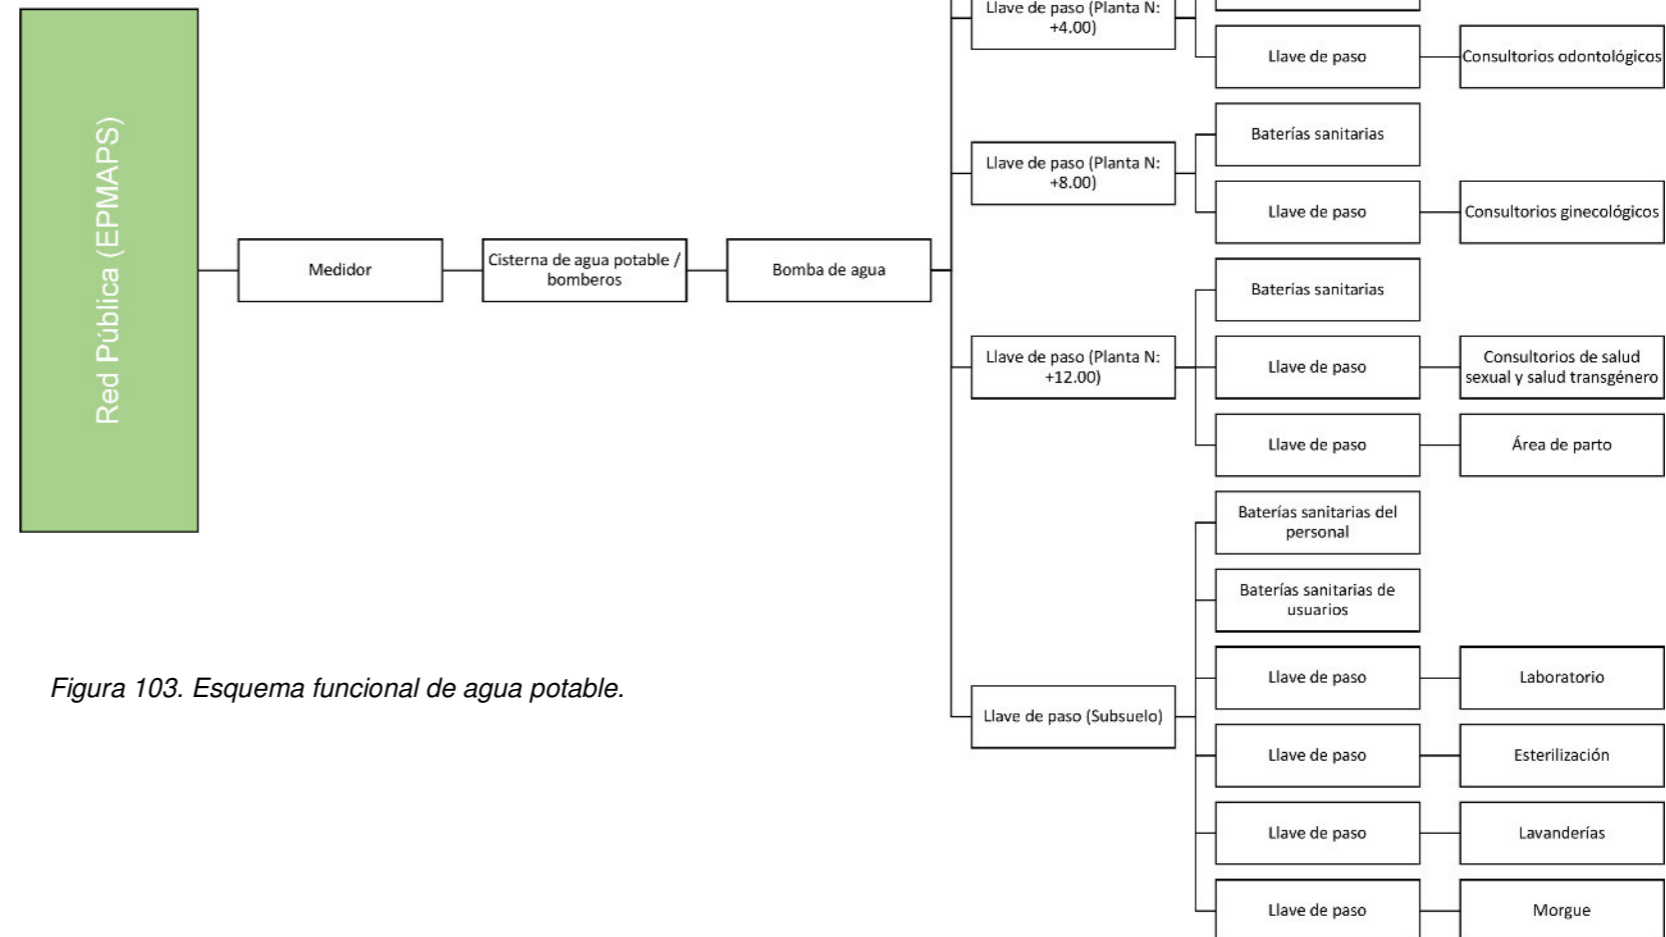 Red Pública (EPMAPS)
Medidor
Cisterna de agua potable /
bomberos
Bomba de agua
Llave de paso (Planta N:
+4.00)
Llave de paso
Consultorios odontológicos
Llave de paso (Planta N:
+8.00)
Baterías sanitarias
Llave de paso
Consultorios ginecológicos
Llave de paso (Planta N:
+12.00)
Baterías sanitarias
Llave de paso
Consultorios de salud
sexual y salud transgénero
Llave de paso
Área de parto
Llave de paso (Subsuelo)
Baterías sanitarias del
personal
Baterías sanitarias de
usuarios
Llave de paso
Laboratorio
Llave de paso
Esterilización
Llave de paso
Lavanderías
Llave de paso
Morgue
Figura 103. Esquema funcional de agua potable.